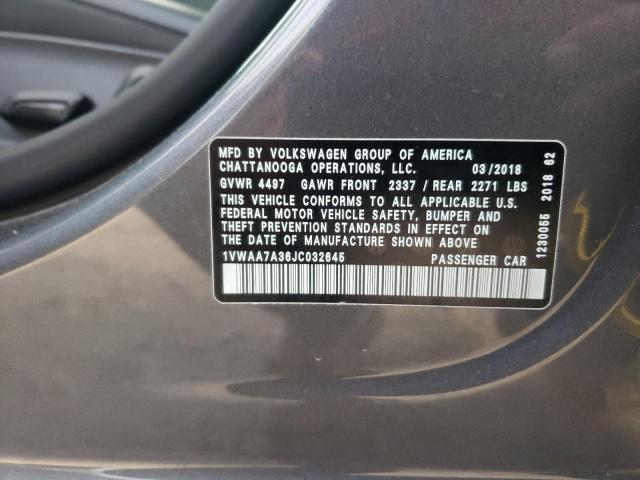 MFD BY VOLKSWAGEN GROUP OF AMERICA
CHATTANOOGA OPERATIONS, LLC. 03/2018
GVWR 4497 GAWR FRONT 2337 / REAR 2271 LBS
THIS VEHICLE CONFORMS TO ALL APPLICABLE U.S.
FEDERAL MOTOR VEHICLE SAFETY, BUMPER AND
THEFT PREVENTION STANDARDS IN EFFECT ON
THE DATE OF MANUFACTURE SHOWN ABOVE
1VWAA7A36JC032645 PASSENGER CAR
1230055 2018 62